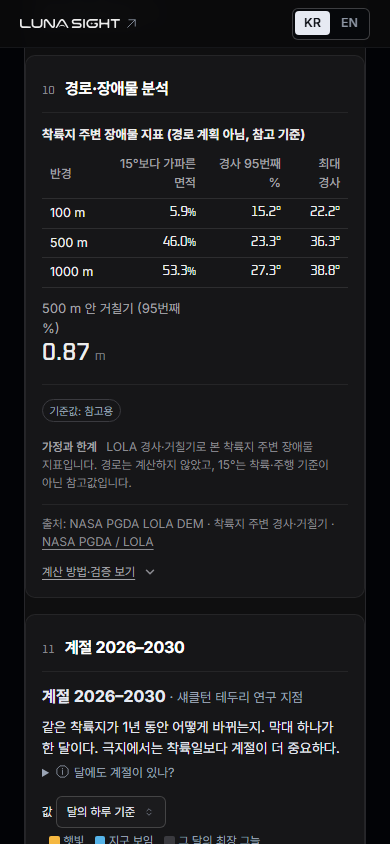 LUNA SIGHT ↗
KR EN
10 경로·장애물 분석
착륙지 주변 장애물 지표 (경로 계획 아님, 참고 기준)
반경 15°보다 가파른 면적 경사 95번째 % 최대 경사
100 m 5.9% 15.2° 22.2°
500 m 46.0% 23.3° 36.3°
1000 m 53.3% 27.3° 38.8°
500 m 안 거칠기 (95번째
%)
0.87 m
기준값: 참고용
가정과 한계 LOLA 경사·거칠기로 본 착륙지 주변 장애물
지표입니다. 경로는 계산하지 않았고, 15°는 착륙·주행 기준이
아닌 참고값입니다.
출처: NASA PGDA LOLA DEM · 착륙지 주변 경사·거칠기 ·
NASA PGDA / LOLA
계산 방법·검증 보기
11 계절 2026–2030
계절 2026–2030 · 섀클턴 테두리 연구 지점
같은 착륙지가 1년 동안 어떻게 바뀌는지. 막대 하나가
한 달이다. 극지에서는 착륙일보다 계절이 더 중요하다.
▶ ⓘ 달에도 계절이 있나?
값 달의 하루 기준
햇빛 지구 보임 그 달의 최장 그늘